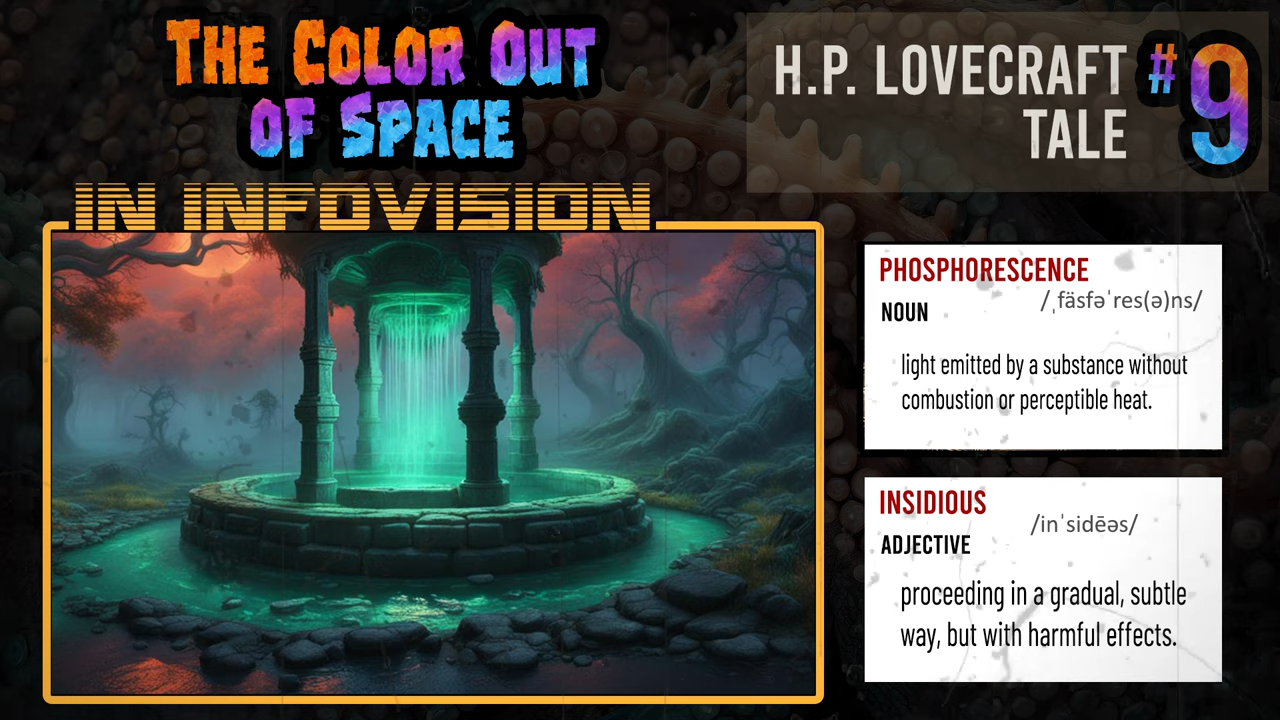 THE COLOR OUT
OF SPACE
IN INFOVISION
H.P. LOVECRAFT
TALE
#9
PHOSPHORESCENCE
NOUN
/ˌfäsfəˈres(ə)ns/
light emitted by a substance without
combustion or perceptible heat.
INSIDIOUS
/inˈsidēəs/
ADJECTIVE
proceeding in a gradual, subtle
way, but with harmful effects.